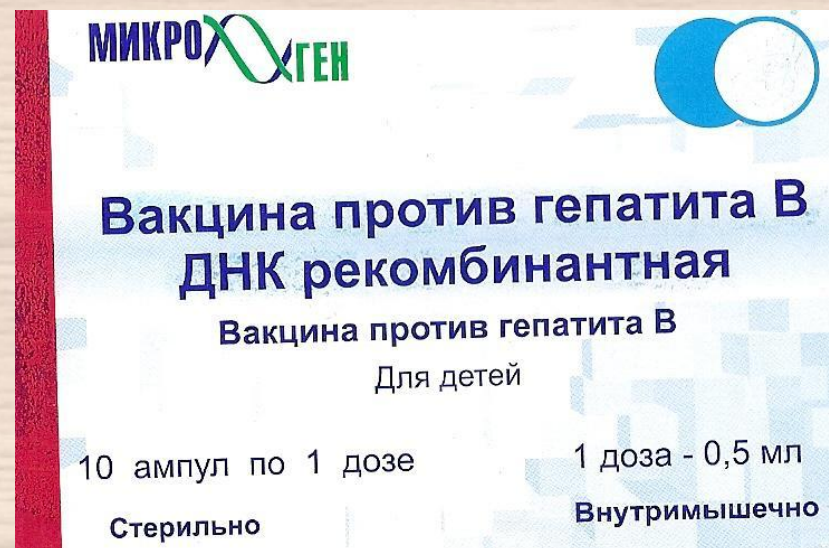 МИКРОГЕН
Вакцина против гепатита В
ДНК рекомбинантная
Вакцина против гепатита В
Для детей
10 ампул по 1 дозе
1 доза - 0,5 мл
Стерильно
Внутримышечно